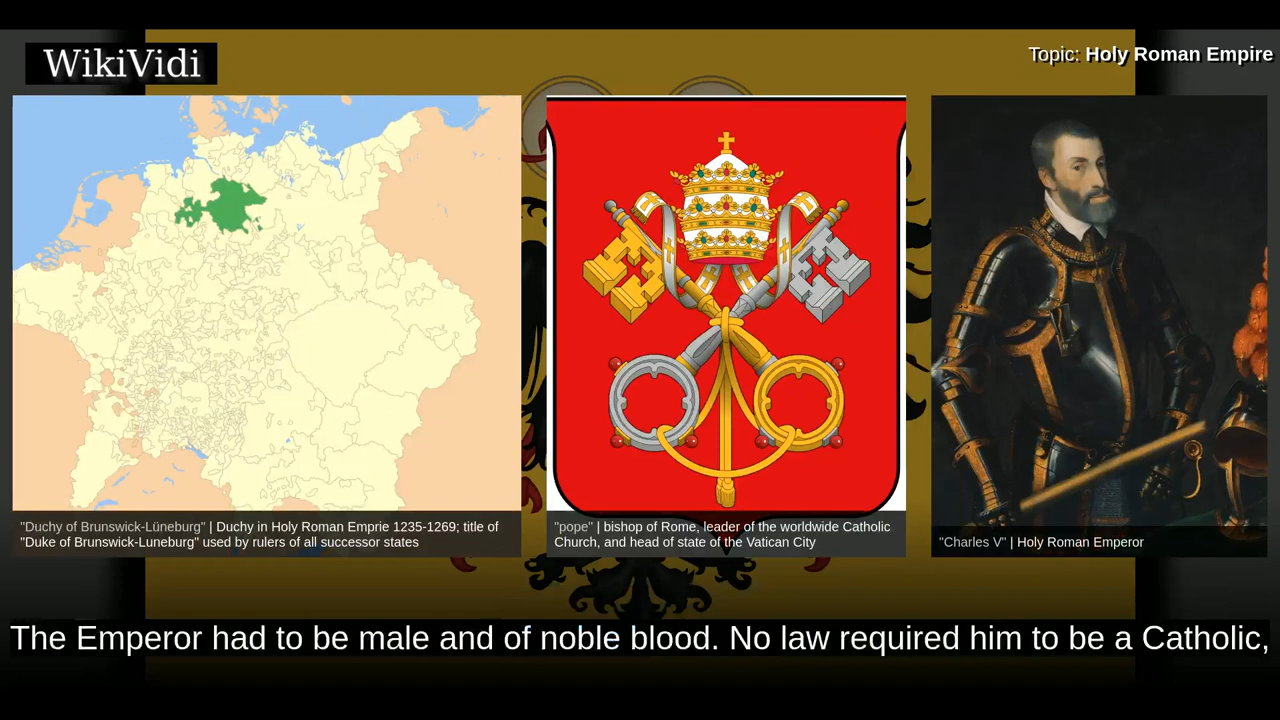 WikiVidi
Topic: Holy Roman Empire
"Duchy of Brunswick-Lüneburg" | Duchy in Holy Roman Emprie 1235-1269; title of
"Duke of Brunswick-Luneburg" used by rulers of all successor states
"pope" | bishop of Rome, leader of the worldwide Catholic
Church, and head of state of the Vatican City
"Charles V" | Holy Roman Emperor
The Emperor had to be male and of noble blood. No law required him to be a Catholic,